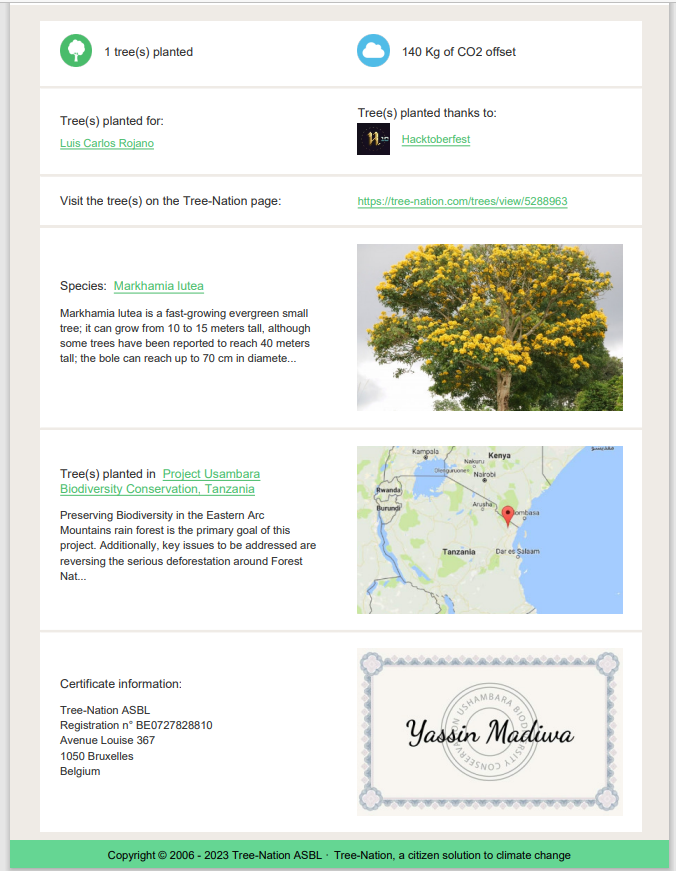 1 tree(s) planted
140 Kg of CO2 offset
Tree(s) planted for:
Luis Carlos Rojano
Tree(s) planted thanks to:
Hacktoberfest
Visit the tree(s) on the Tree-Nation page:
https://tree-nation.com/trees/view/5288963
Species: Markhamia lutea
Markhamia lutea is a fast-growing evergreen small
tree; it can grow from 10 to 15 meters tall, although
some trees have been reported to reach 40 meters
tall; the bole can reach up to 70 cm in diamete...
Tree(s) planted in Project Usambara
Biodiversity Conservation, Tanzania
Preserving Biodiversity in the Eastern Arc
Mountains rain forest is the primary goal of this
project. Additionally, key issues to be addressed are
reversing the serious deforestation around Forest
Nat...
Kampala
Kenya
Nakuru
Nairobi
Rwanda
Burundi
Arusha
ombasa
Tanzania
Dar es Salaam
Certificate information:
Tree-Nation ASBL
Registration n° BE0727828810
Avenue Louise 367
1050 Bruxelles
Belgium
USHAMBARA BIODIVERSITY CONSERVATION
Yassin Madiwa
Copyright © 2006 - 2023 Tree-Nation ASBL · Tree-Nation, a citizen solution to climate change